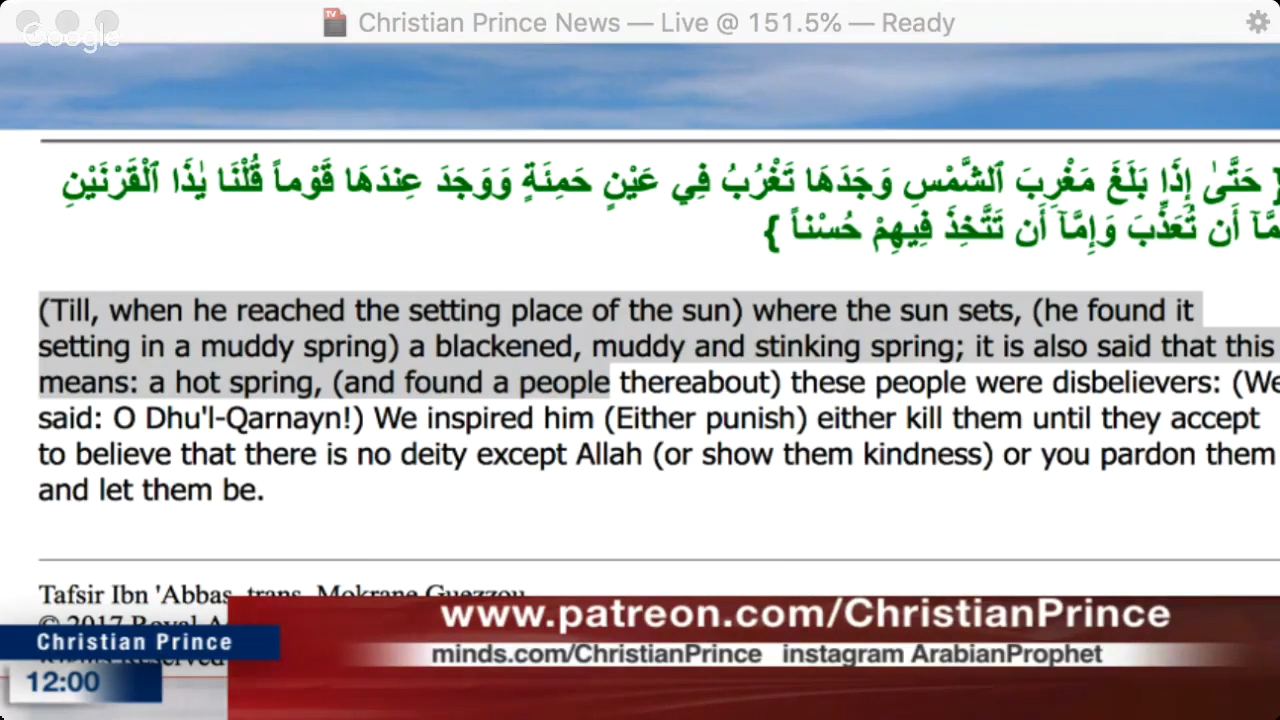 Christian Prince News — Live @ 151.5% — Ready
Google
{ حَتَّىٰ إِذَا بَلَغَ مَغْرِبَ ٱلشَّمْسِ وَجَدَهَا تَغْرُبُ فِي عَيْنٍ حَمِئَةٍ وَوَجَدَ عِندَهَا قَوْماً قُلْنَا يٰذَا ٱلْقَرْنَيْنِ
أَن تُعَذِّبَ وَإِمَّآ أَن تَتَّخِذَ فِيهِمْ حُسْناً }
(Till, when he reached the setting place of the sun) where the sun sets, (he found it
setting in a muddy spring) a blackened, muddy and stinking spring; it is also said that this
means: a hot spring, (and found a people thereabout) these people were disbelievers: (We
said: O Dhu'l-Qarnayn!) We inspired him (Either punish) either kill them until they accept
to believe that there is no deity except Allah (or show them kindness) or you pardon them
and let them be.
Tafsir Ibn 'Abbas, trans. Mokrane Guezzou
© 2017 Royal A
Rights Reserved
www.patreon.com/ChristianPrince
Christian Prince
minds.com/ChristianPrince instagram ArabianProphet
12:00